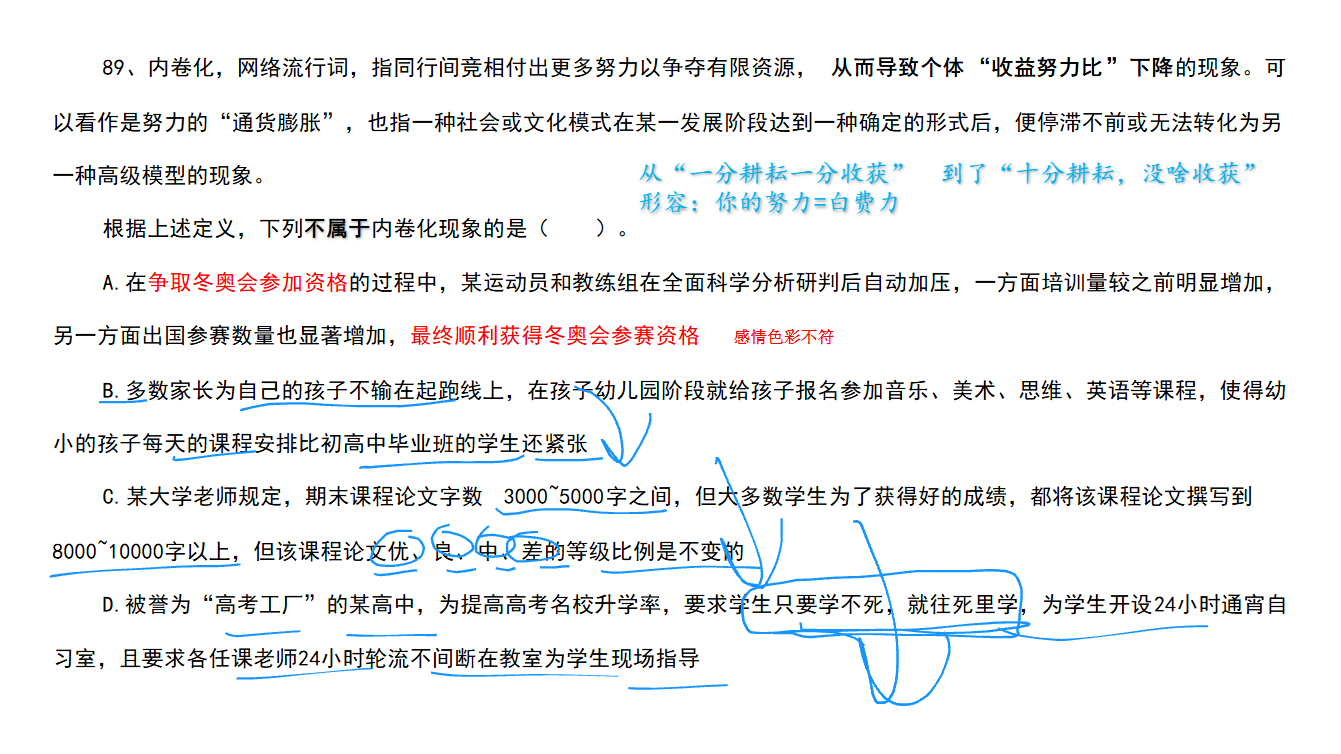 89、内卷化，网络流行词，指同行间竞相付出更多努力以争夺有限资源， 从而导致个体“收益努力比”下降的现象。可
以看作是努力的“通货膨胀”，也指一种社会或文化模式在某一发展阶段达到一种确定的形式后，便停滞不前或无法转化为另
一种高级模型的现象。
从“一分耕耘一分收获” 到了“十分耕耘，没啥收获”
形容：你的努力=白费力
根据上述定义，下列不属于内卷化现象的是（  ）。
A.在争取冬奥会参加资格的过程中，某运动员和教练组在全面科学分析研判后自动加压，一方面培训量较之前明显增加，
另一方面出国参赛数量也显著增加，最终顺利获得冬奥会参赛资格 感情色彩不符
B.多数家长为自己的孩子不输在起跑线上，在孩子幼儿园阶段就给孩子报名参加音乐、美术、思维、英语等课程，使得幼
小的孩子每天的课程安排比初高中毕业班的学生还紧张
C.某大学老师规定，期末课程论文字数 3000~5000字之间，但大多数学生为了获得好的成绩，都将该课程论文撰写到
8000~10000字以上，但该课程论文优、良、中、差的等级比例是不变的
D.被誉为“高考工厂”的某高中，为提高高考名校升学率，要求学生只要学不死，就往死里学，为学生开设24小时通宵自
习室，且要求各任课老师24小时轮流不间断在教室为学生现场指导